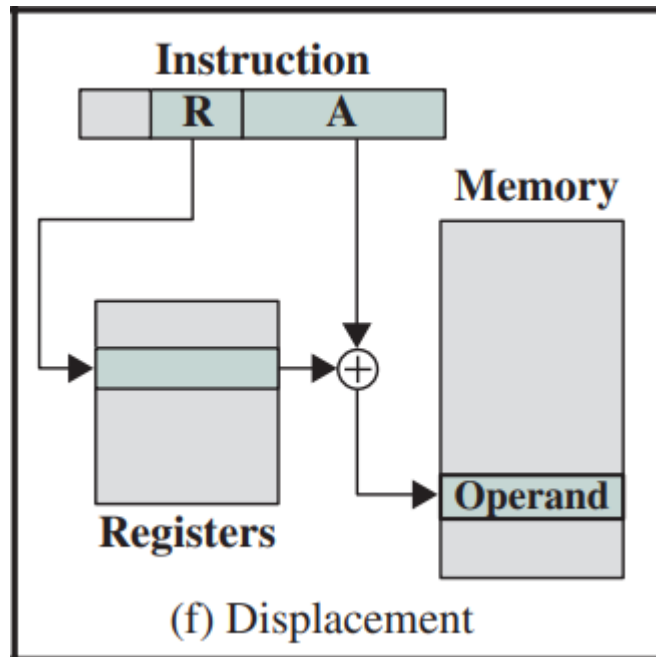 Instruction
R A
Memory
+
Operand
Registers
(f) Displacement